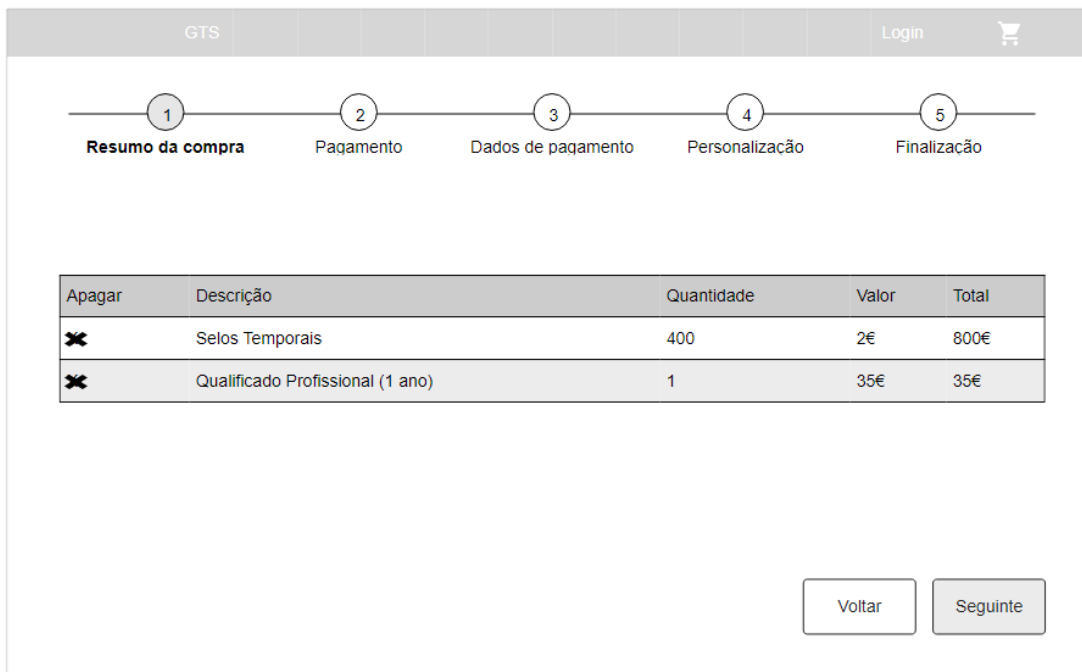 GTS Login
1 2 3 4 5
Resumo da compra Pagamento Dados de pagamento Personalização Finalização
Apagar Descrição Quantidade Valor Total
Selos Temporais 400 2€ 800€
Qualificado Profissional (1 ano) 1 35€ 35€
Voltar Seguinte